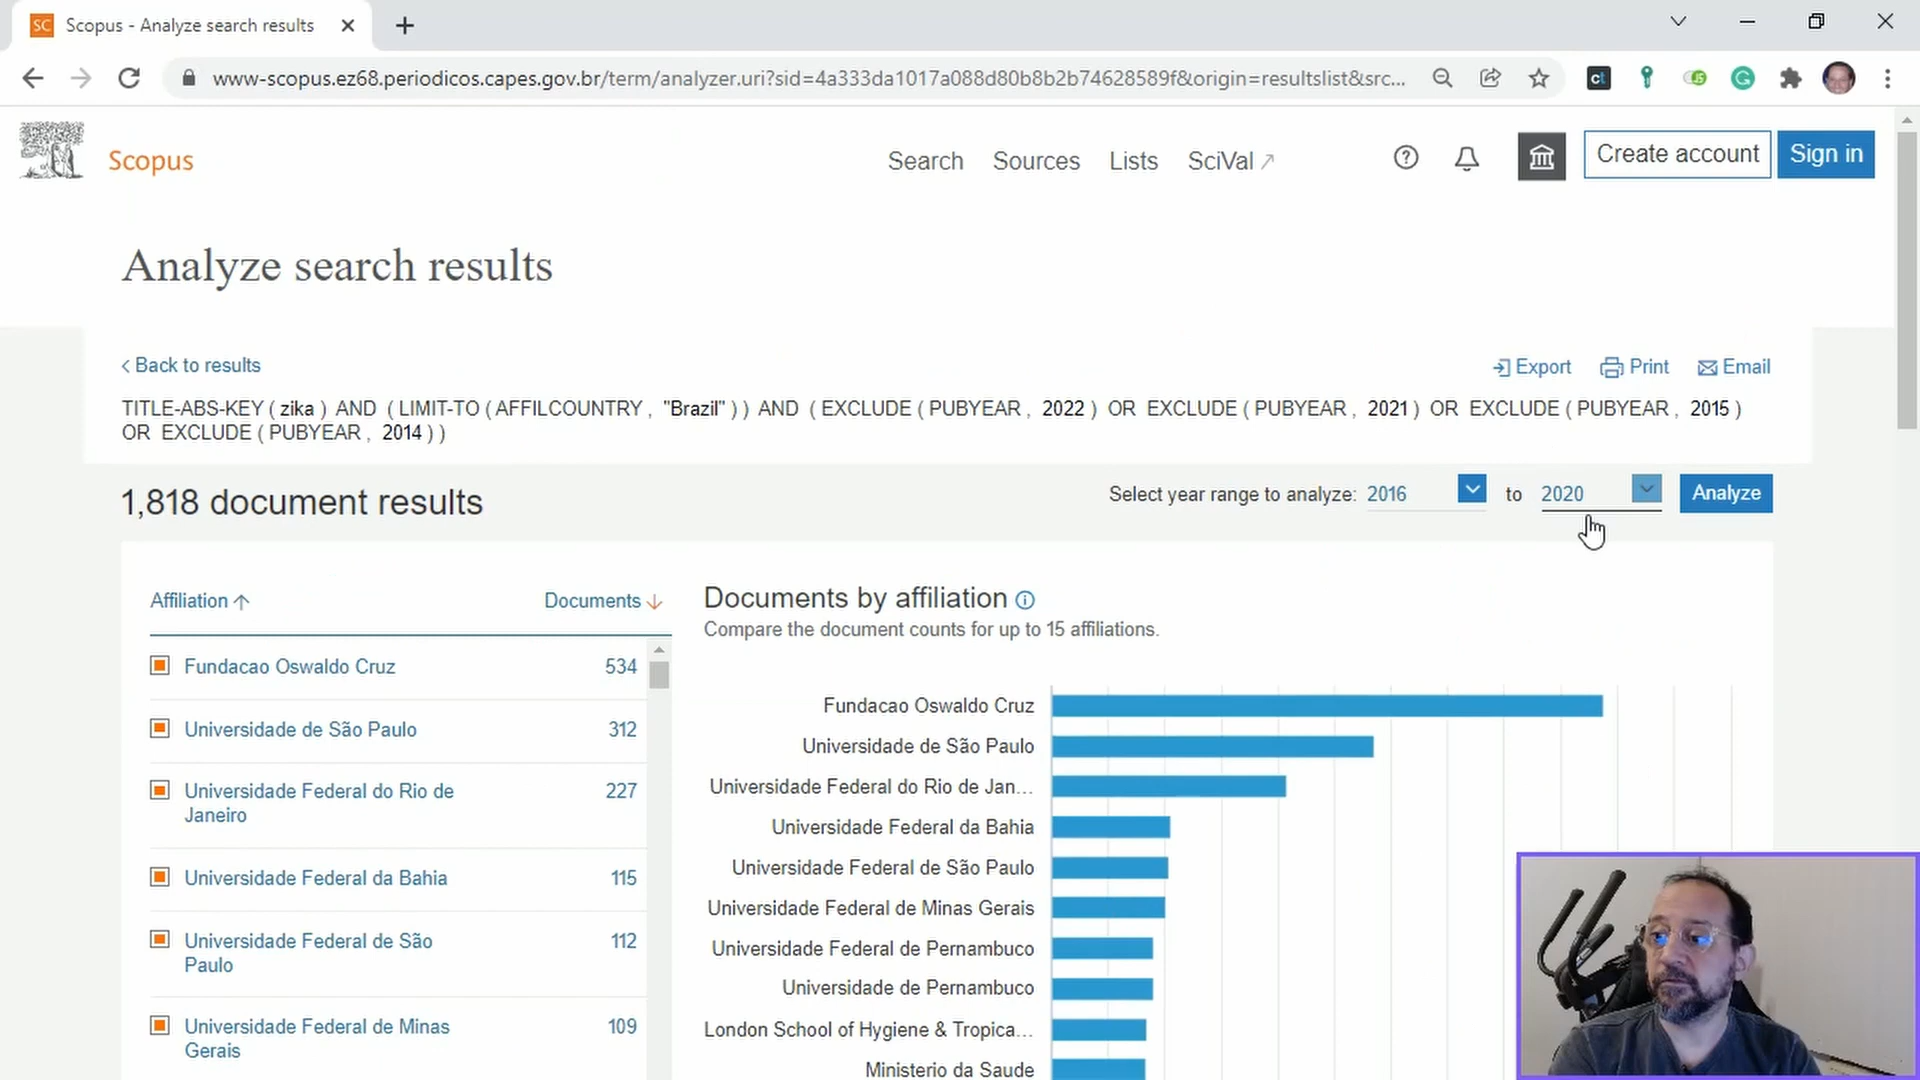 SC Scopus - Analyze search results
www-scopus.ez68.periodicos.capes.gov.br/term/analyzer.uri?sid=4a333da1017a088d80b8b2b74628589f&origin=resultslist&src...
Scopus
Search Sources Lists SciVal
Create account
Sign in
Analyze search results
Back to results
Export Print Email
TITLE-ABS-KEY ( zika ) AND ( LIMIT-TO ( AFFILCOUNTRY , "Brazil" ) ) AND ( EXCLUDE ( PUBYEAR , 2022 ) OR EXCLUDE ( PUBYEAR , 2021 ) OR EXCLUDE ( PUBYEAR , 2015 )
OR EXCLUDE ( PUBYEAR , 2014 ) )
1,818 document results
Select year range to analyze: 2016 to 2020 Analyze
Affiliation Documents
Fundacao Oswaldo Cruz 534
Universidade de São Paulo 312
Universidade Federal do Rio de 227
Janeiro
Universidade Federal da Bahia 115
Universidade Federal de São 112
Paulo
Universidade Federal de Minas 109
Gerais
Documents by affiliation
Compare the document counts for up to 15 affiliations.
Fundacao Oswaldo Cruz
Universidade de São Paulo
Universidade Federal do Rio de Jan...
Universidade Federal da Bahia
Universidade Federal de São Paulo
Universidade Federal de Minas Gerais
Universidade Federal de Pernambuco
Universidade de Pernambuco
London School of Hygiene & Tropica...
Ministerio da Saude